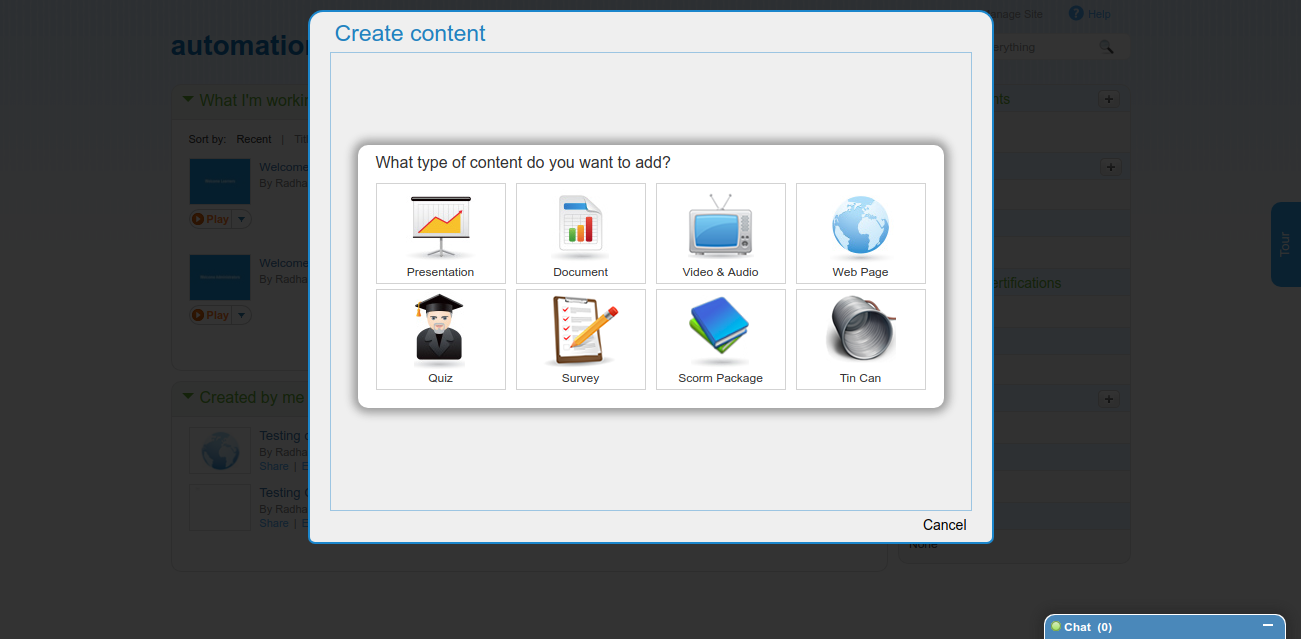 Create content
Manage Site
Help
automation
everything
What I'm workin
nts
Sort by: Recent | Titl
Welcome
By Radha
Play
Welcome
By Radha
Play
Tour
ertifications
What type of content do you want to add?
Presentation
Document
Video & Audio
Web Page
Quiz
Survey
Scorm Package
Tin Can
Created by me
Testing
By Radha
Share | E
Testing
By Radha
Share | E
Cancel
None
Chat (0)